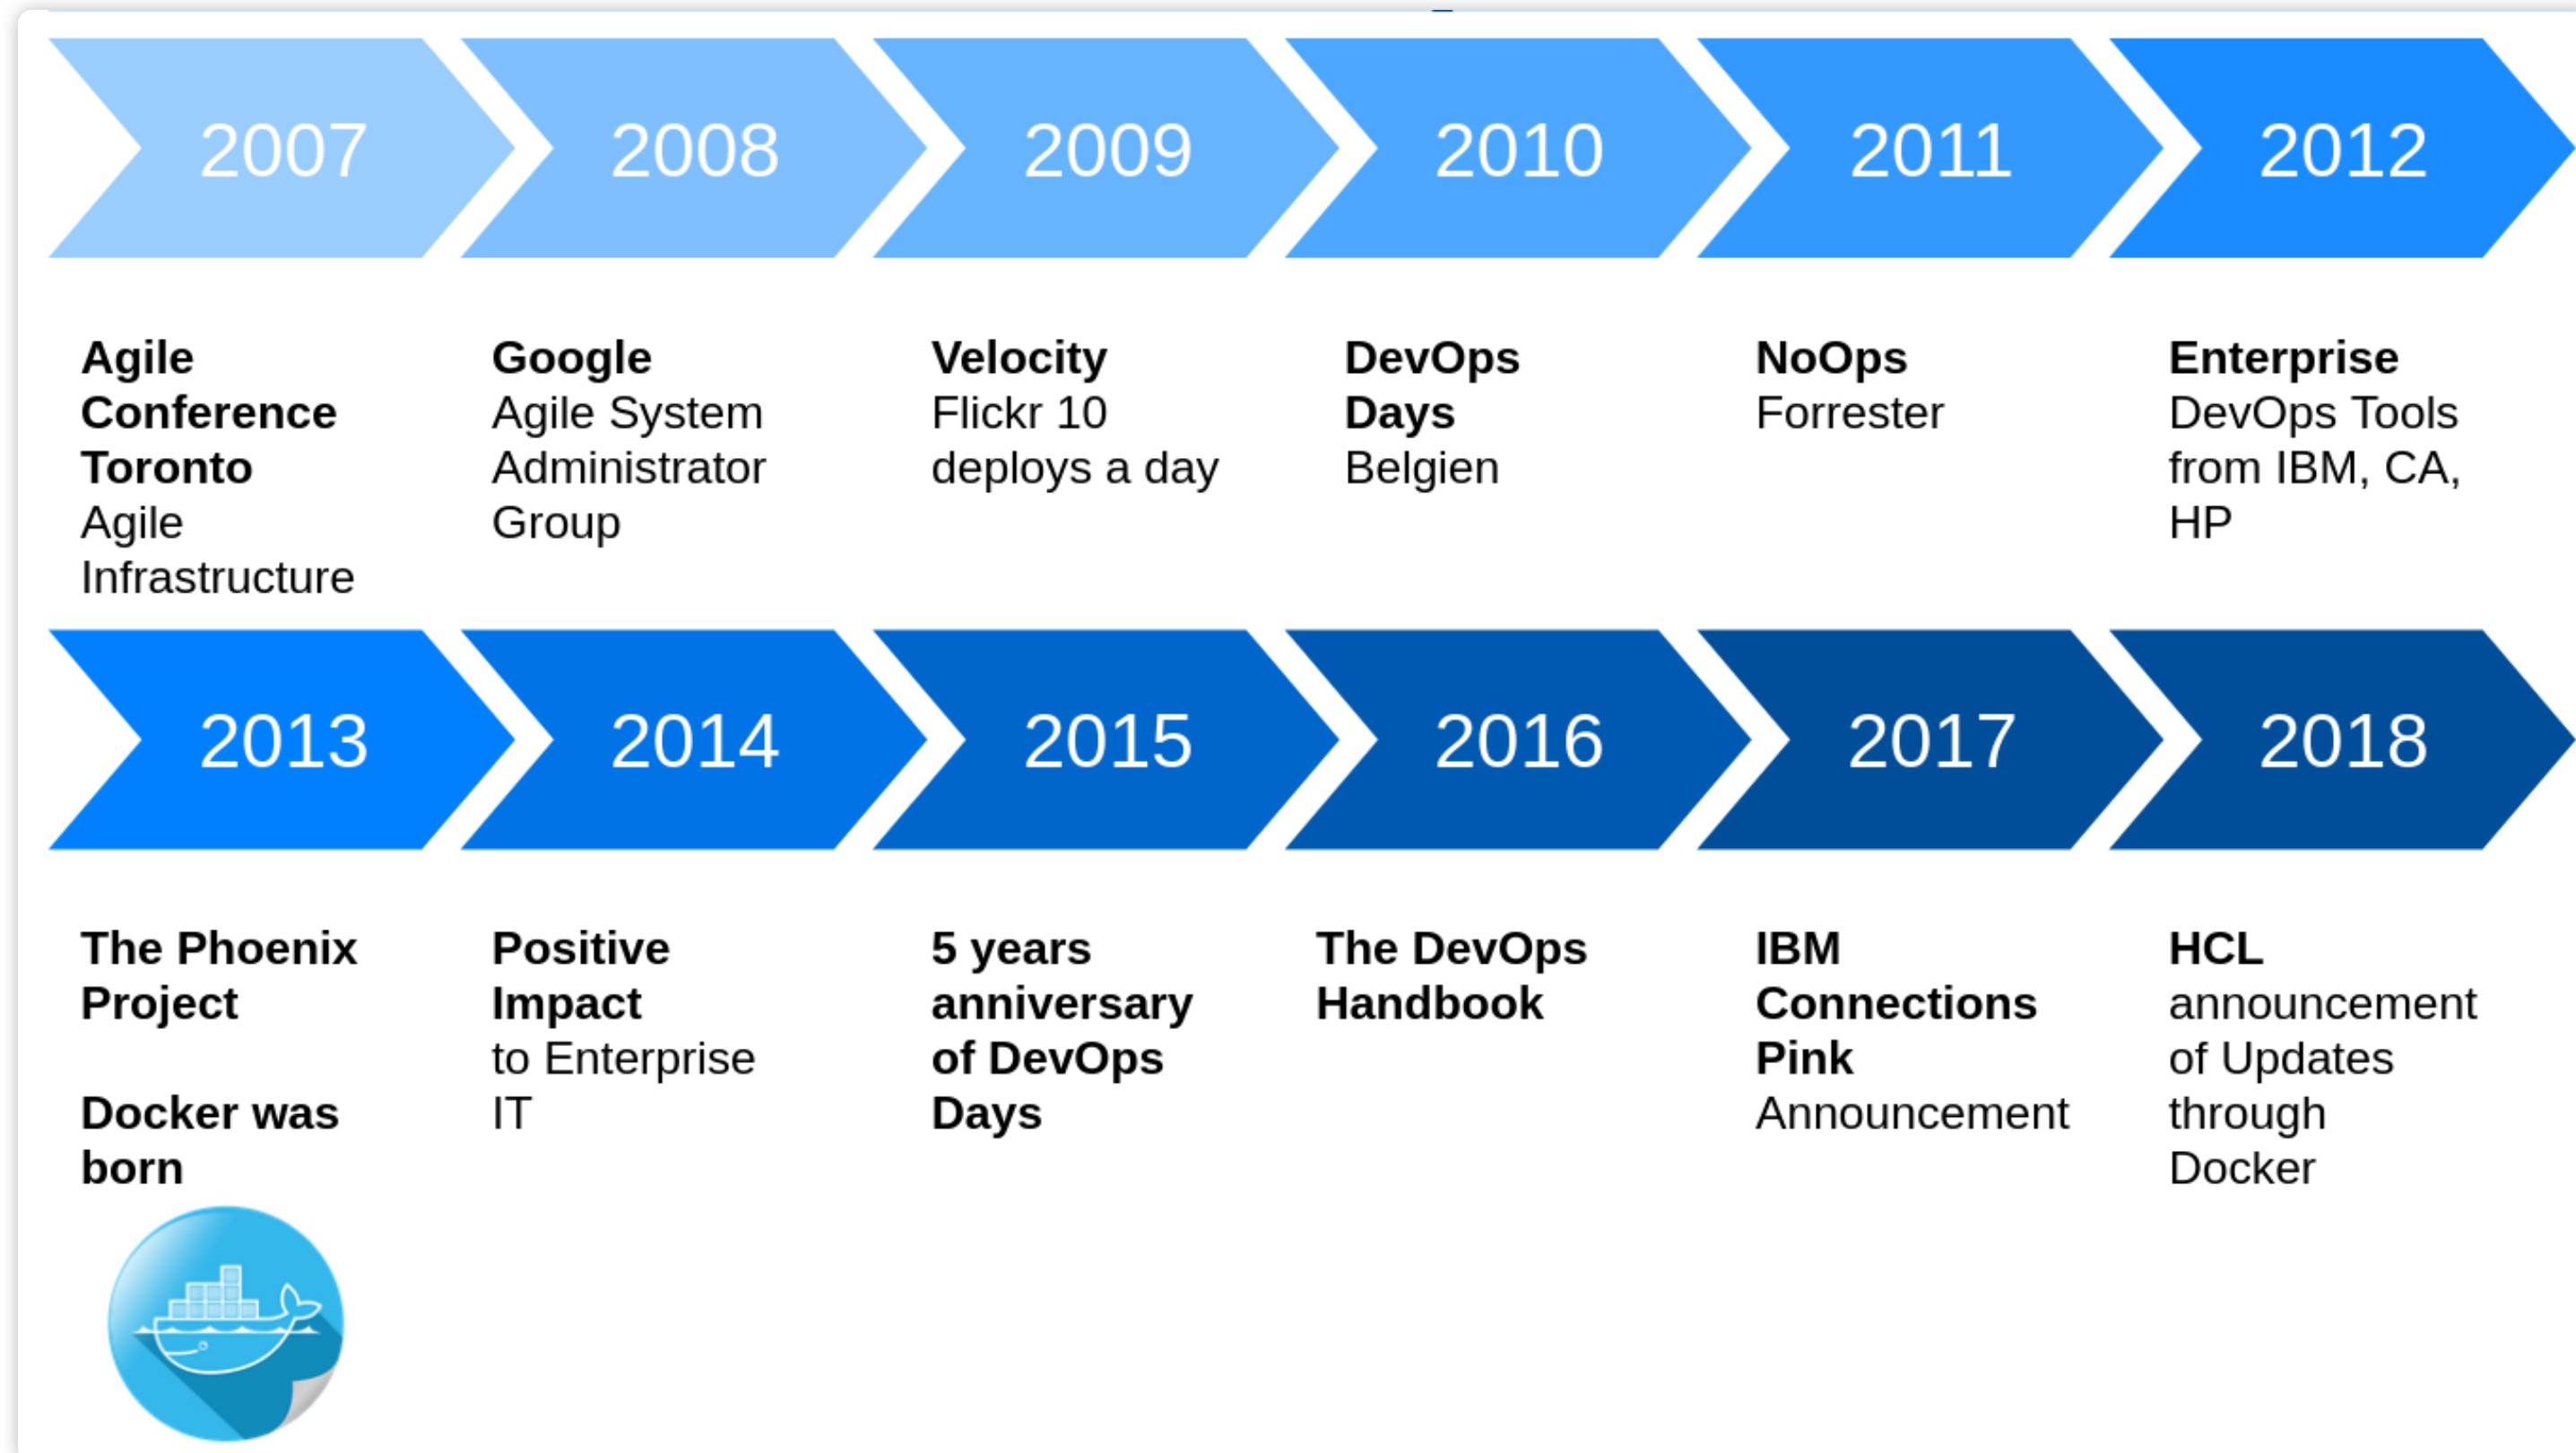 2007
2008
2009
2010
2011
2012
Agile
Conference
Toronto
Agile
Infrastructure
Google
Agile System
Administrator
Group
Velocity
Flickr 10
deploys a day
DevOps
Days
Belgien
NoOps
Forrester
Enterprise
DevOps Tools
from IBM, CA,
HP
2013
2014
2015
2016
2017
2018
The Phoenix
Project
Docker was
born
Positive
Impact
to Enterprise
IT
5 years
anniversary
of DevOps
Days
The DevOps
Handbook
IBM
Connections
Pink
Announcement
HCL
announcement
of Updates
through
Docker